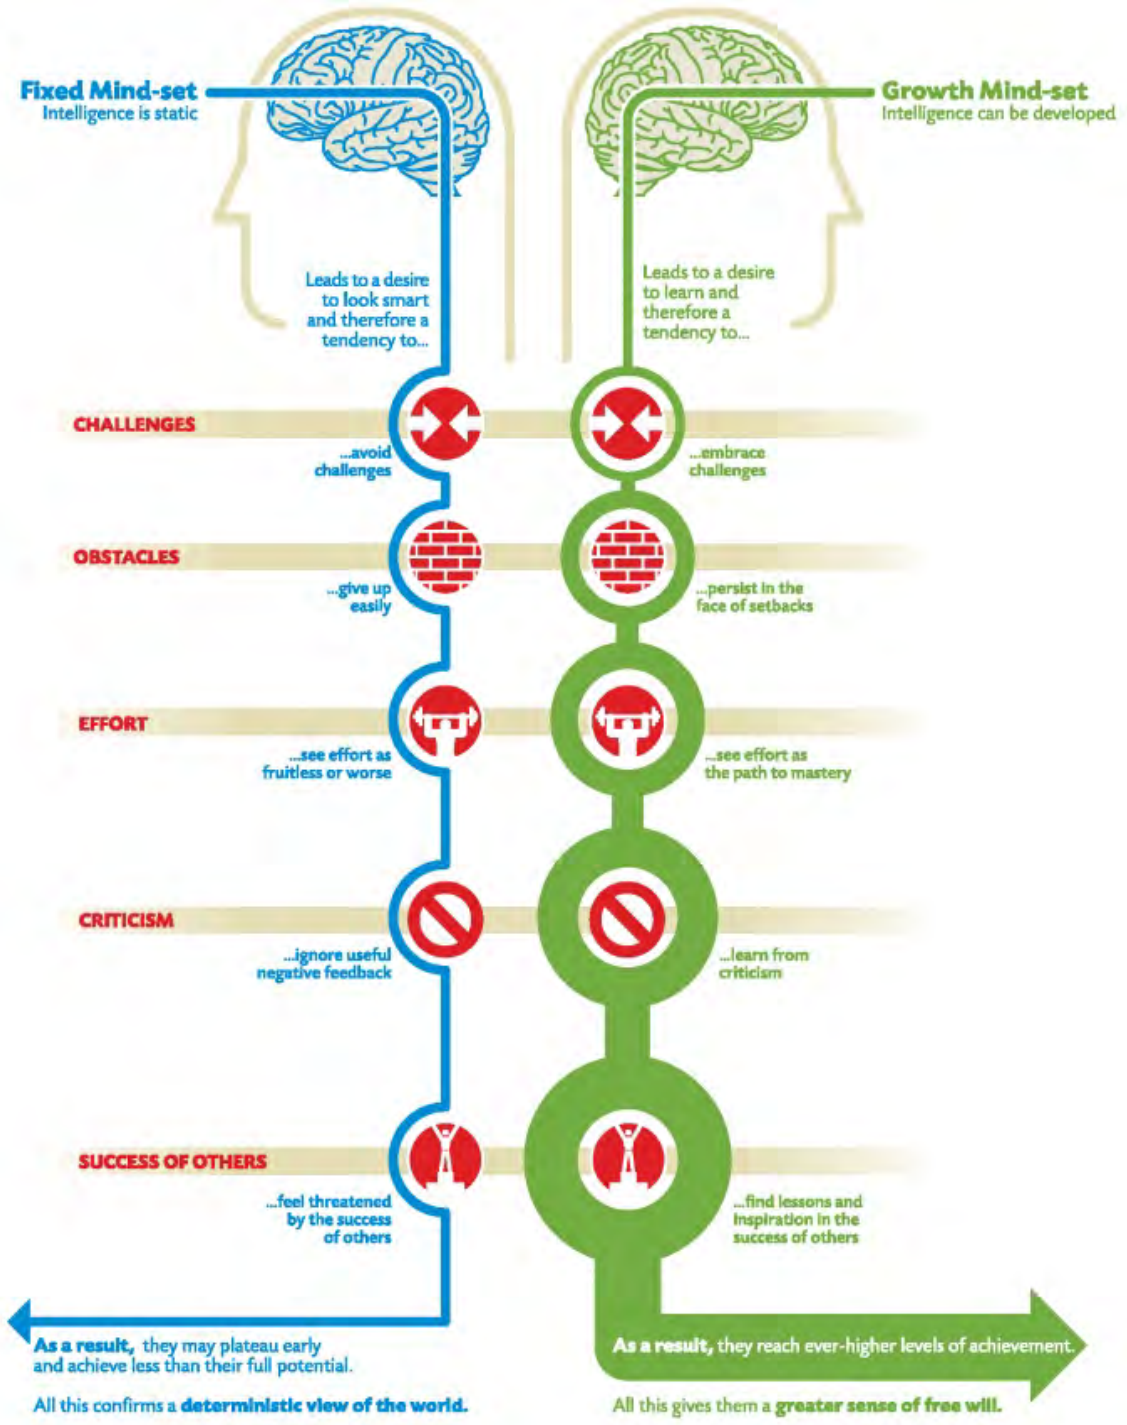 Fixed Mind-set
Intelligence is static
Growth Mind-set
Intelligence can be developed
Leads to a desire
to look smart
and therefore a
tendency to...
Leads to a desire
to learn and
therefore a
tendency to...
CHALLENGES
...avoid
challenges
...embrace
challenges
OBSTACLES
...give up
easily
...persist in the
face of setbacks
EFFORT
...see effort as
fruitless or worse
...see effort as
the path to mastery
CRITICISM
...ignore useful
negative feedback
...learn from
criticism
SUCCESS OF OTHERS
...feel threatened
by the success
of others
...find lessons and
inspiration in the
success of others
As a result, they may plateau early
and achieve less than their full potential.
All this confirms a deterministic view of the world.
As a result, they reach ever-higher levels of achievement.
All this gives them a greater sense of free will.